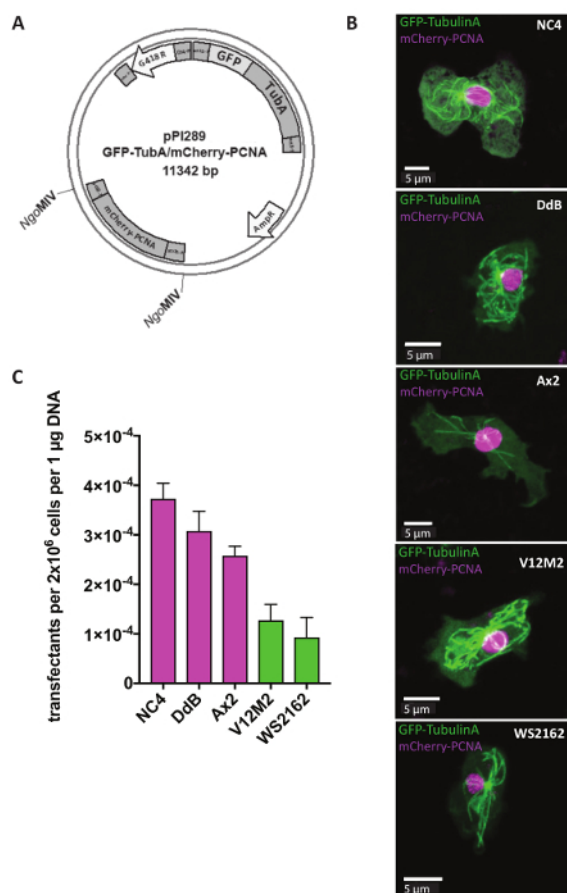 A
G418 R
GFP
TubA
pPI289
GFP-TubA/mCherry-PCNA
11342 bp
NgoMIV
mCherry-PCNA
AmpR
NgoMIV
B
GFP-TubulinA
mCherry-PCNA
NC4
5 µm
GFP-TubulinA
mCherry-PCNA
DdB
5 µm
GFP-TubulinA
mCherry-PCNA
Ax2
5 µm
GFP-TubulinA
mCherry-PCNA
V12M2
5 µm
GFP-TubulinA
mCherry-PCNA
WS2162
5 µm
C
transfectants per 2x10⁶ cells per 1 µg DNA
5×10⁻⁴
4×10⁻⁴
3×10⁻⁴
2×10⁻⁴
1×10⁻⁴
0
NC4
DdB
Ax2
V12M2
WS2162